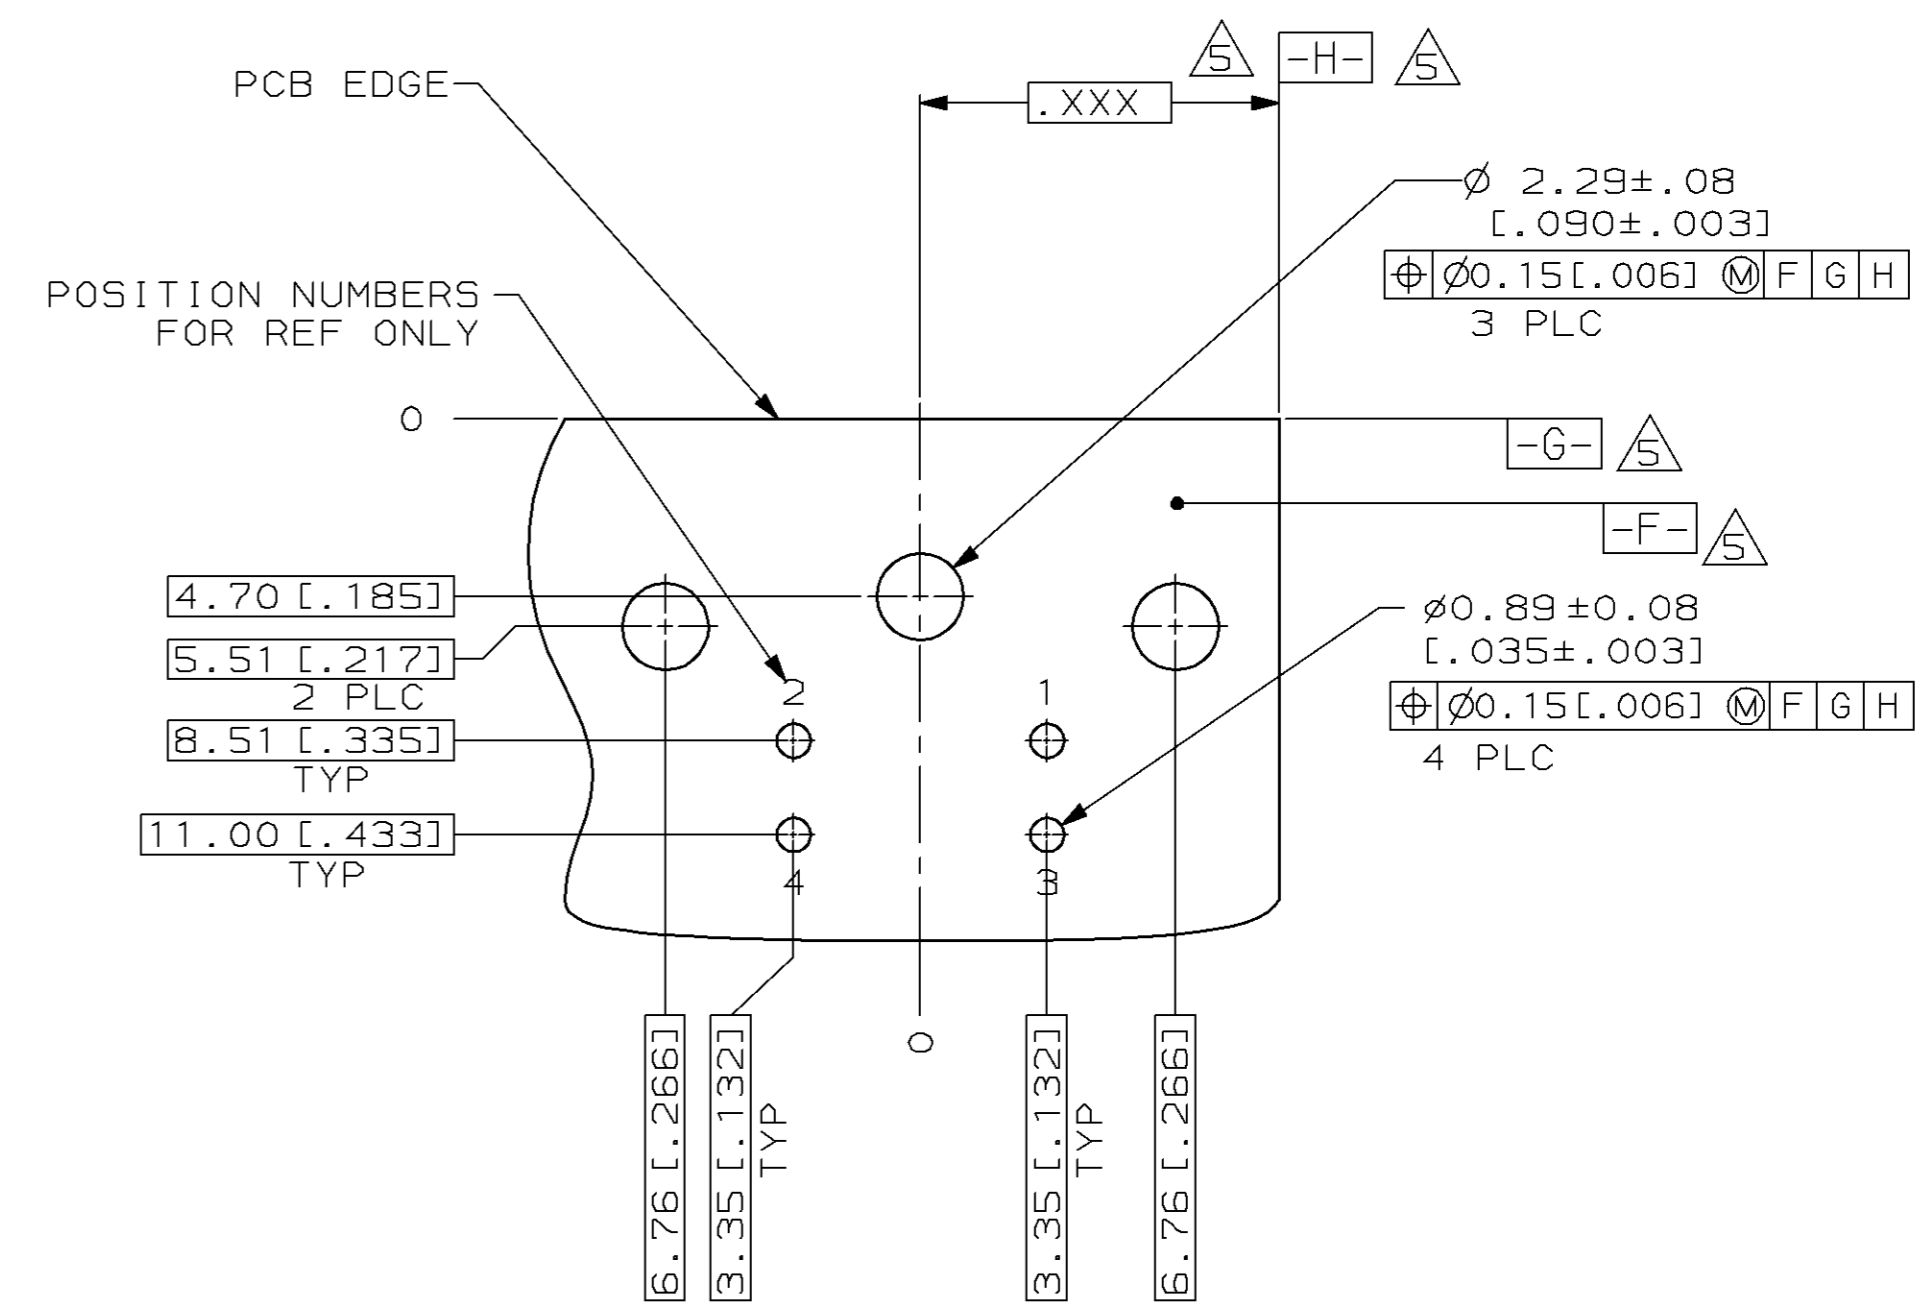 5 -H- 5
PCB EDGE
.XXX
⌀ 2.29±.08
[.090±.003]
⌖ ⌀0.15[.006] Ⓜ F G H
3 PLC
POSITION NUMBERS
FOR REF ONLY
0
-G- 5
-F- 5
4.70 [.185]
5.51 [.217]
2 PLC
⌀0.89±0.08
[.035±.003]
⌖ ⌀0.15[.006] Ⓜ F G H
4 PLC
2 1
8.51 [.335]
TYP
11.00 [.433]
TYP
4 3
0
6.76 [.266]
3.35 [.132]
TYP
3.35 [.132]
TYP
6.76 [.266]